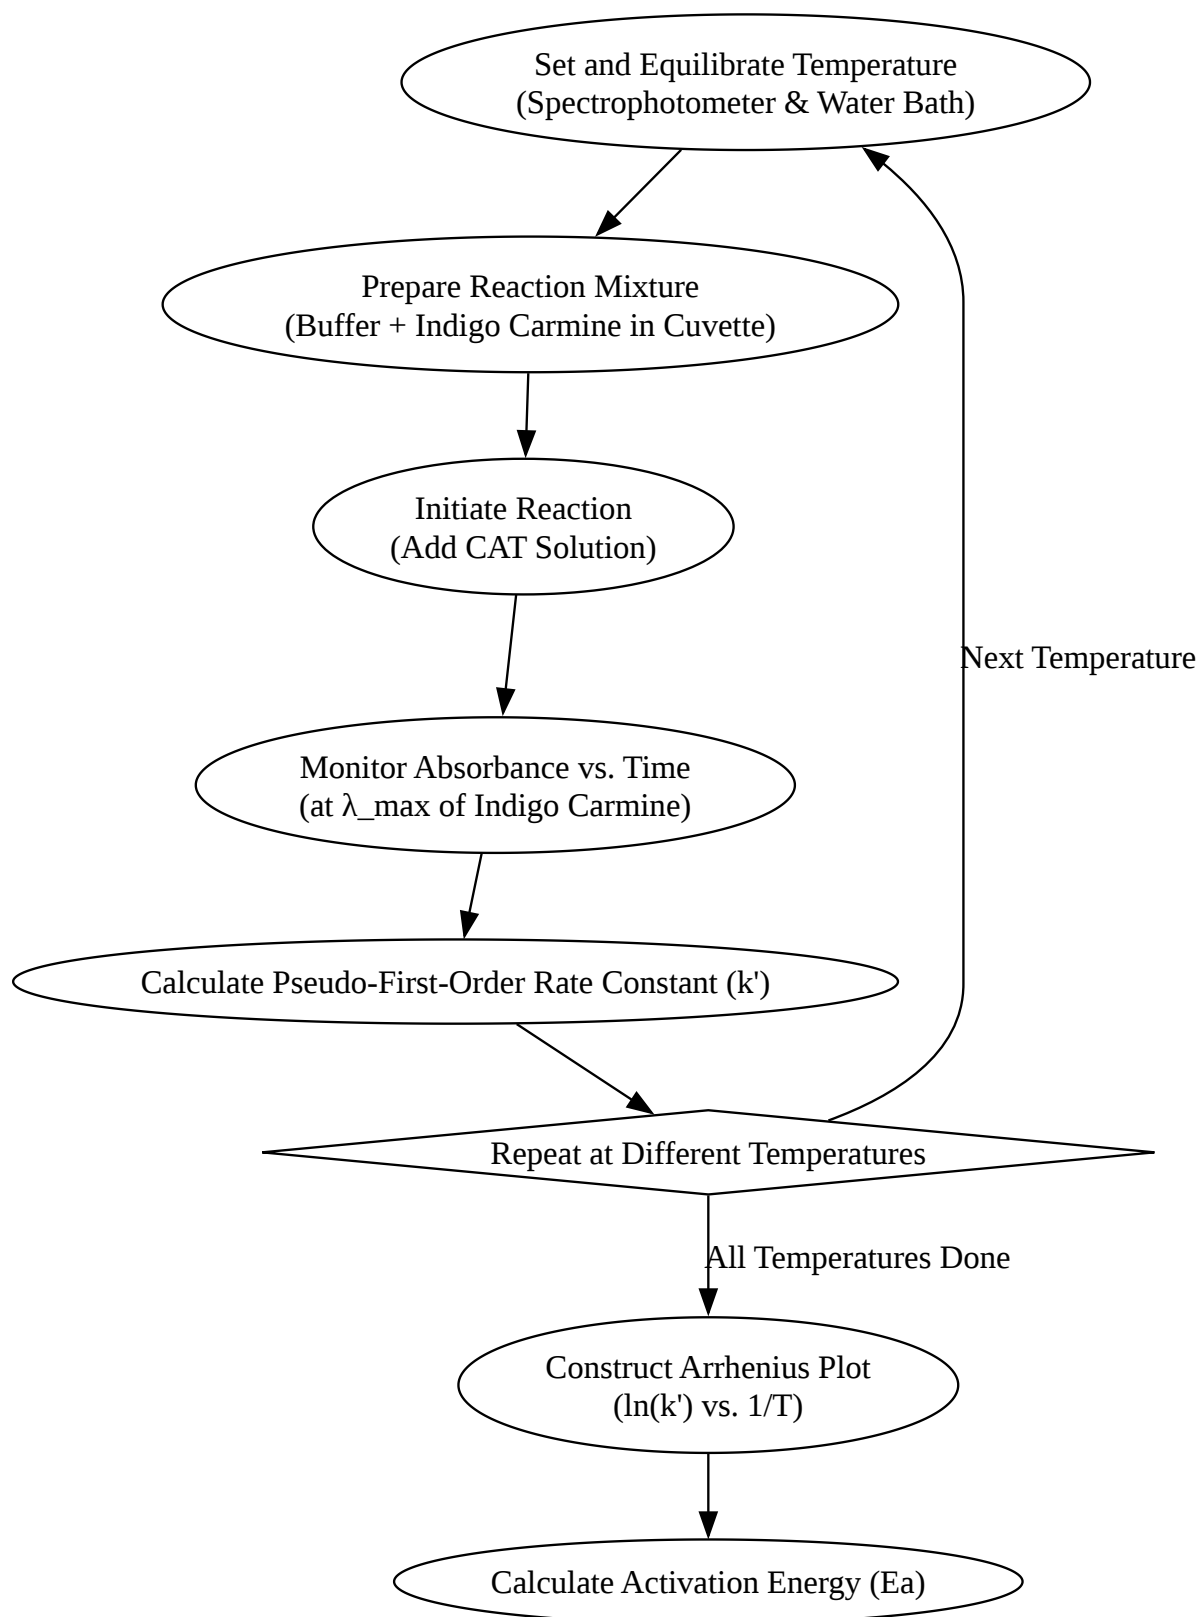 Set and Equilibrate Temperature
(Spectrophotometer & Water Bath)
Prepare Reaction Mixture
(Buffer + Indigo Carmine in Cuvette)
Initiate Reaction
(Add CAT Solution)
Next Temperature
Monitor Absorbance vs. Time
(at λ_max of Indigo Carmine)
Calculate Pseudo-First-Order Rate Constant (k')
Repeat at Different Temperatures
All Temperatures Done
Construct Arrhenius Plot
(ln(k') vs. 1/T)
Calculate Activation Energy (Ea)